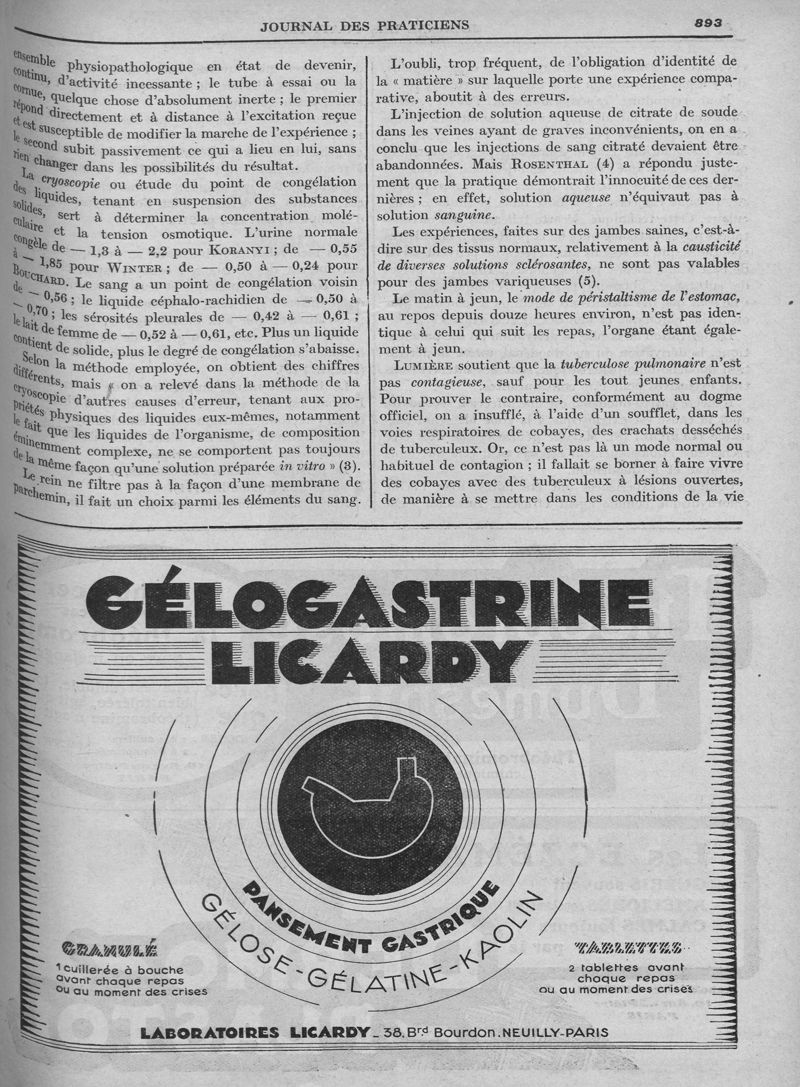 JOURNAL DES PRATICIENS
893
ensemble physiopathologique en état de devenir,
continu, d'activité incessante ; le tube à essai ou la
cornue, quelque chose d'absolument inerte ; le premier
répond directement et à distance à l'excitation reçue
et est susceptible de modifier la marche de l'expérience ;
le second subit passivement ce qui a lieu en lui, sans
rien changer dans les possibilités du résultat.
La cryoscopie ou étude du point de congélation
des liquides, tenant en suspension des substances
solides, sert à déterminer la concentration molé-
culaire et la tension osmotique. L'urine normale
congèle de — 1,3 à — 2,2 pour KORANYI ; de — 0,55
à — 1,85 pour WINTER ; de — 0,50 à — 0,24 pour
BOUCHARD. Le sang a un point de congélation voisin
de — 0,56 ; le liquide céphalo-rachidien de — 0,50 à
— 0,70 ; les sérosités pleurales de — 0,42 à — 0,61 ;
le lait de femme de — 0,52 à — 0,61, etc. Plus un liquide
contient de solide, plus le degré de congélation s'abaisse.
Selon la méthode employée, on obtient des chiffres
différents, mais « on a relevé dans la méthode de la
cryoscopie d'autres causes d'erreur, tenant aux pro-
priétés physiques des liquides eux-mêmes, notamment
le fait que les liquides de l'organisme, de composition
éminemment complexe, ne se comportent pas toujours
de la même façon qu'une solution préparée in vitro » (3).
Le rein ne filtre pas à la façon d'une membrane de
parchemin, il fait un choix parmi les éléments du sang.
L'oubli, trop fréquent, de l'obligation d'identité de
la « matière » sur laquelle porte une expérience compa-
rative, aboutit à des erreurs.
L'injection de solution aqueuse de citrate de soude
dans les veines ayant de graves inconvénients, on en a
conclu que les injections de sang citraté devaient être
abandonnées. Mais ROSENTHAL (4) a répondu juste-
ment que la pratique démontrait l'innocuité de ces der-
nières ; en effet, solution aqueuse n'équivaut pas à
solution sanguine.
Les expériences, faites sur des jambes saines, c'est-à-
dire sur des tissus normaux, relativement à la causticité
de diverses solutions sclérosantes, ne sont pas valables
pour des jambes variqueuses (5).
Le matin à jeun, le mode de péristaltisme de l'estomac,
au repos depuis douze heures environ, n'est pas iden-
tique à celui qui suit les repas, l'organe étant égale-
ment à jeun.
LUMIÈRE soutient que la tuberculose pulmonaire n'est
pas contagieuse, sauf pour les tout jeunes enfants.
Pour prouver le contraire, conformément au dogme
officiel, on a insufflé, à l'aide d'un soufflet, dans les
voies respiratoires de cobayes, des crachats desséchés
de tuberculeux. Or, ce n'est pas là un mode normal ou
habituel de contagion ; il fallait se borner à faire vivre
des cobayes avec des tuberculeux à lésions ouvertes,
de manière à se mettre dans les conditions de la vie
GÉLOGASTRINE
LICARDY
PANSEMENT GASTRIQUE
GÉLOSE-GÉLATINE-KAOLIN
GRANULÉ
1 cuillerée à bouche
avant chaque repas
ou au moment des crises
TABLETTES
2 tablettes avant
chaque repas
ou au moment des crises
LABORATOIRES LICARDY_38.Brd Bourdon.NEUILLY-PARIS